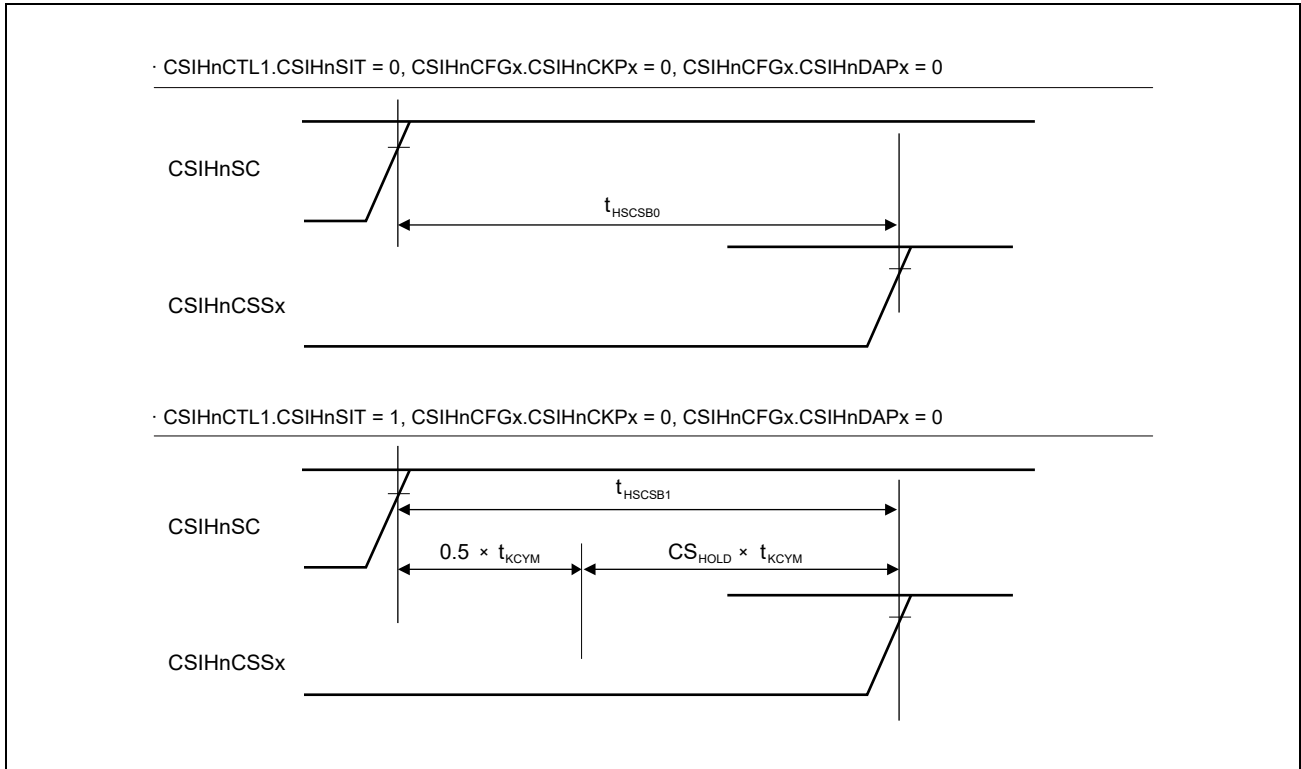 · CSIHnCTL1.CSIHnSIT = 0, CSIHnCFGx.CSIHnCKPx = 0, CSIHnCFGx.CSIHnDAPx = 0
CSIHnSC
tHSCSB0
CSIHnCSSx
· CSIHnCTL1.CSIHnSIT = 1, CSIHnCFGx.CSIHnCKPx = 0, CSIHnCFGx.CSIHnDAPx = 0
tHSCSB1
CSIHnSC
0.5 × tKCYM CSHOLD × tKCYM
CSIHnCSSx